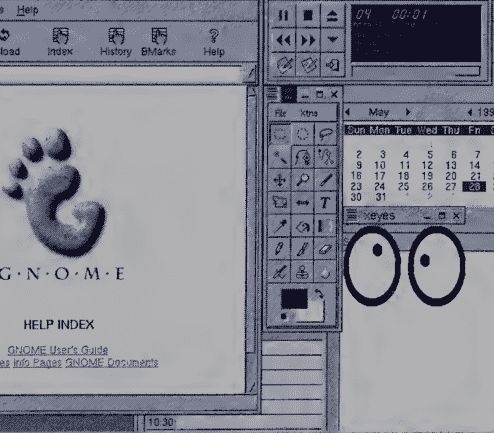 Help
Index History BMarks Help
04 00:01
File Xtns
May
Sun Mon Tue Wed Thu Fri
2 3 4 5 6 7
9 10 11 12 13 14
16 17 18 19 20 21
23 24 25 26 27 28
30 31
xeyes
G·N·O·M·E
HELP INDEX
GNOME User's Guide
Info Pages GNOME Documents
10:30